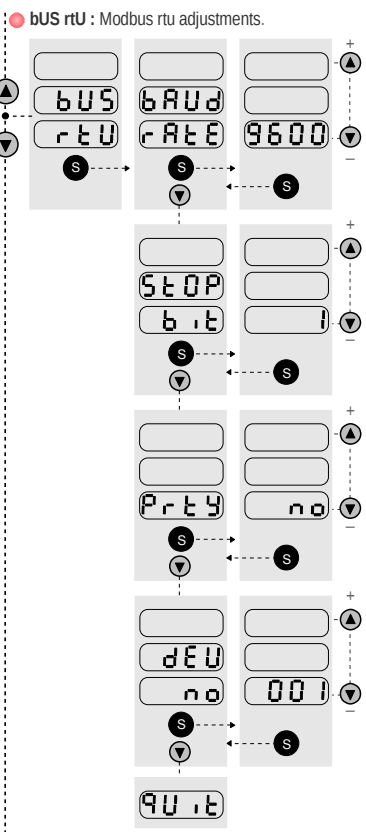 bUS rtU : Modbus rtu adjustments.
+
bUS bAUd
rtU rAtE 9600
−
S S
S
+
StOP
bit 1
−
S
S
+
Prty no
−
S
S
+
dEU
no 001
−
S
S
qUit